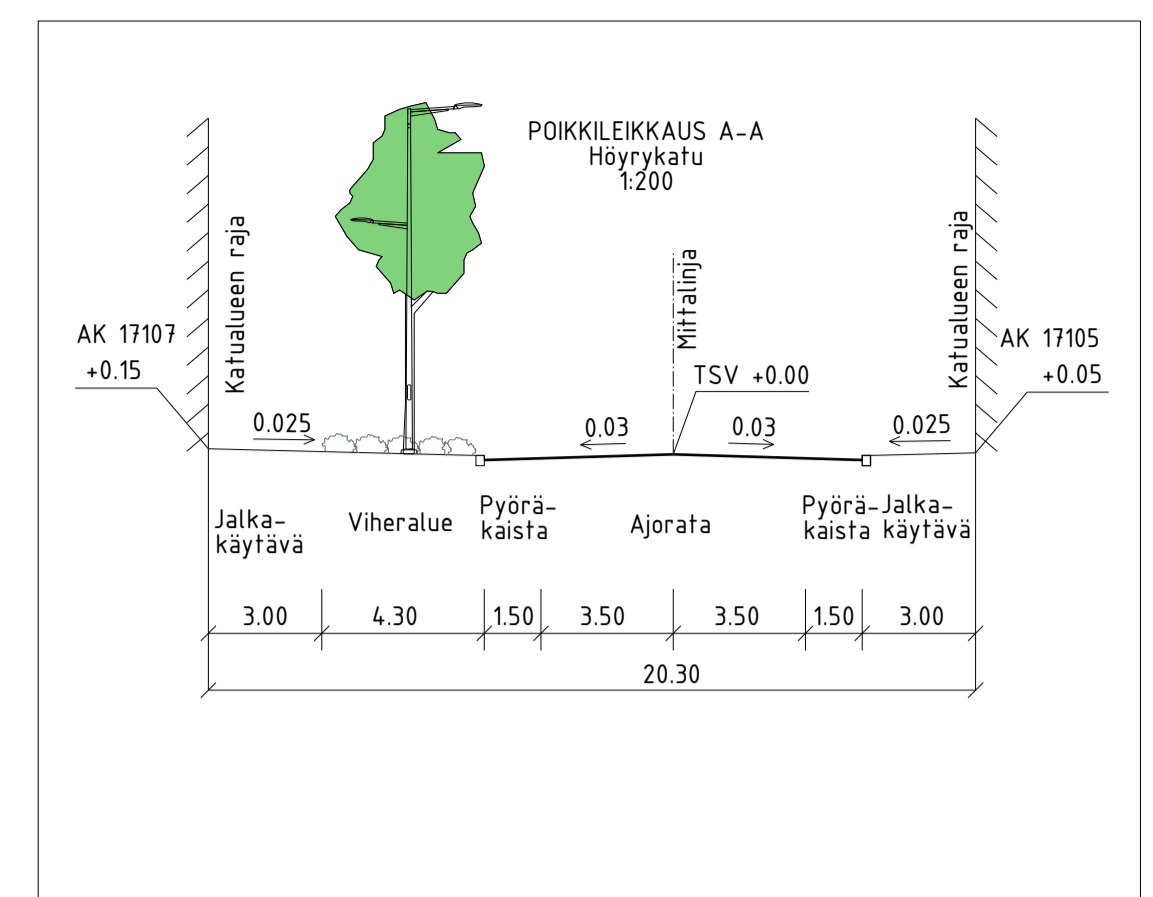 POIKKILEIKKAUS A-A
Höyrykatu
1:200
Katualueen raja
Mittalinja
Katualueen raja
AK 17107
+0.15
AK 17105
+0.05
TSV +0.00
0.025
0.03
0.03
0.025
Jalka-
käytävä
Viheralue
Pyörä-
kaista
Ajorata
Pyörä-
kaista
Jalka-
käytävä
3.00
4.30
1.50
3.50
3.50
1.50
3.00
20.30